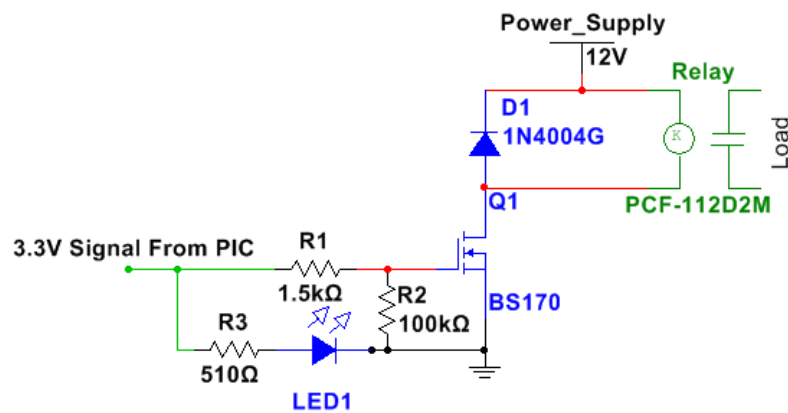 Power_Supply
12V
Relay
D1
1N4004G
K
Load
PCF-112D2M
Q1
3.3V Signal From PIC
R1
1.5kΩ
R2
100kΩ
BS170
R3
510Ω
LED1